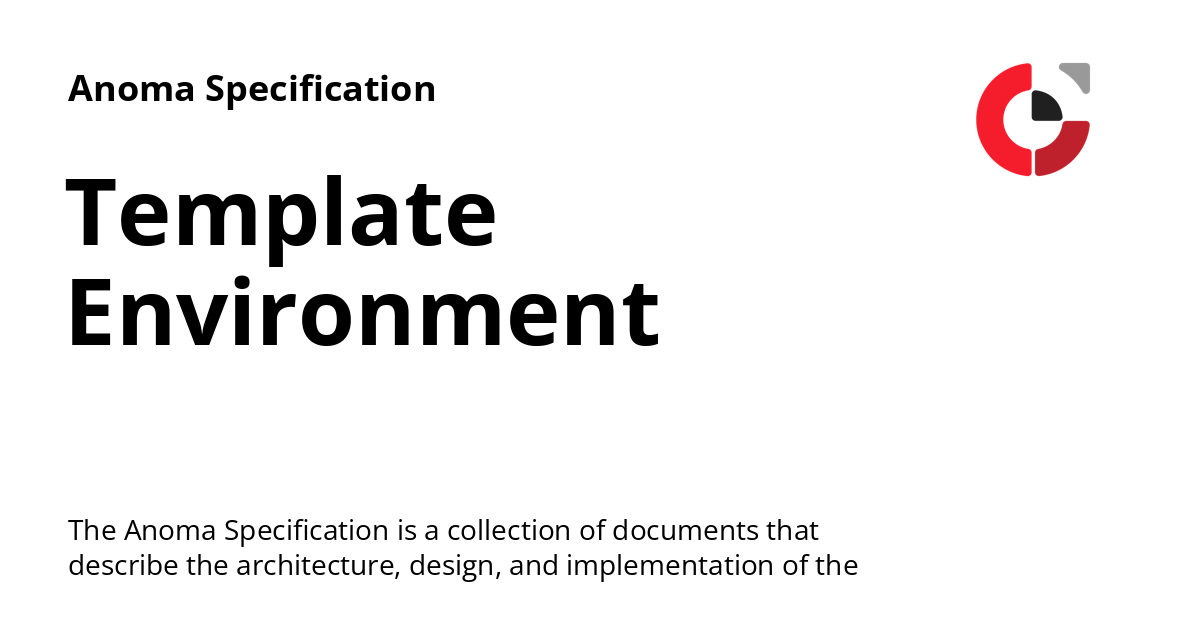 Anoma Specification
Template
Environment
The Anoma Specification is a collection of documents that
describe the architecture, design, and implementation of the